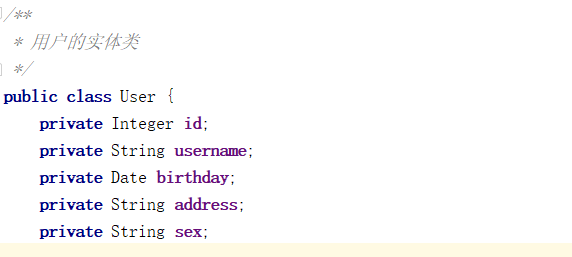 /**
 * 用户的实体类
 */
public class User {
    private Integer id;
    private String username;
    private Date birthday;
    private String address;
    private String sex;